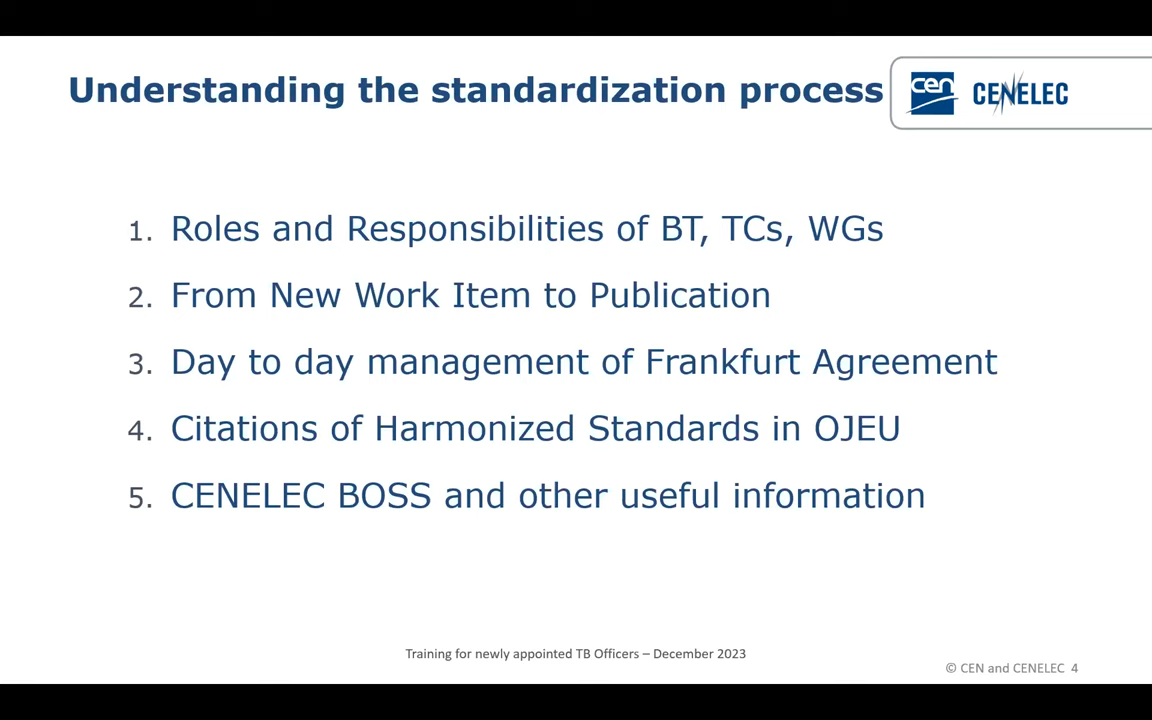 Understanding the standardization process
cen
CENELEC
1. Roles and Responsibilities of BT, TCs, WGs
2. From New Work Item to Publication
3. Day to day management of Frankfurt Agreement
4. Citations of Harmonized Standards in OJEU
5. CENELEC BOSS and other useful information
Training for newly appointed TB Officers – December 2023
© CEN and CENELEC 4